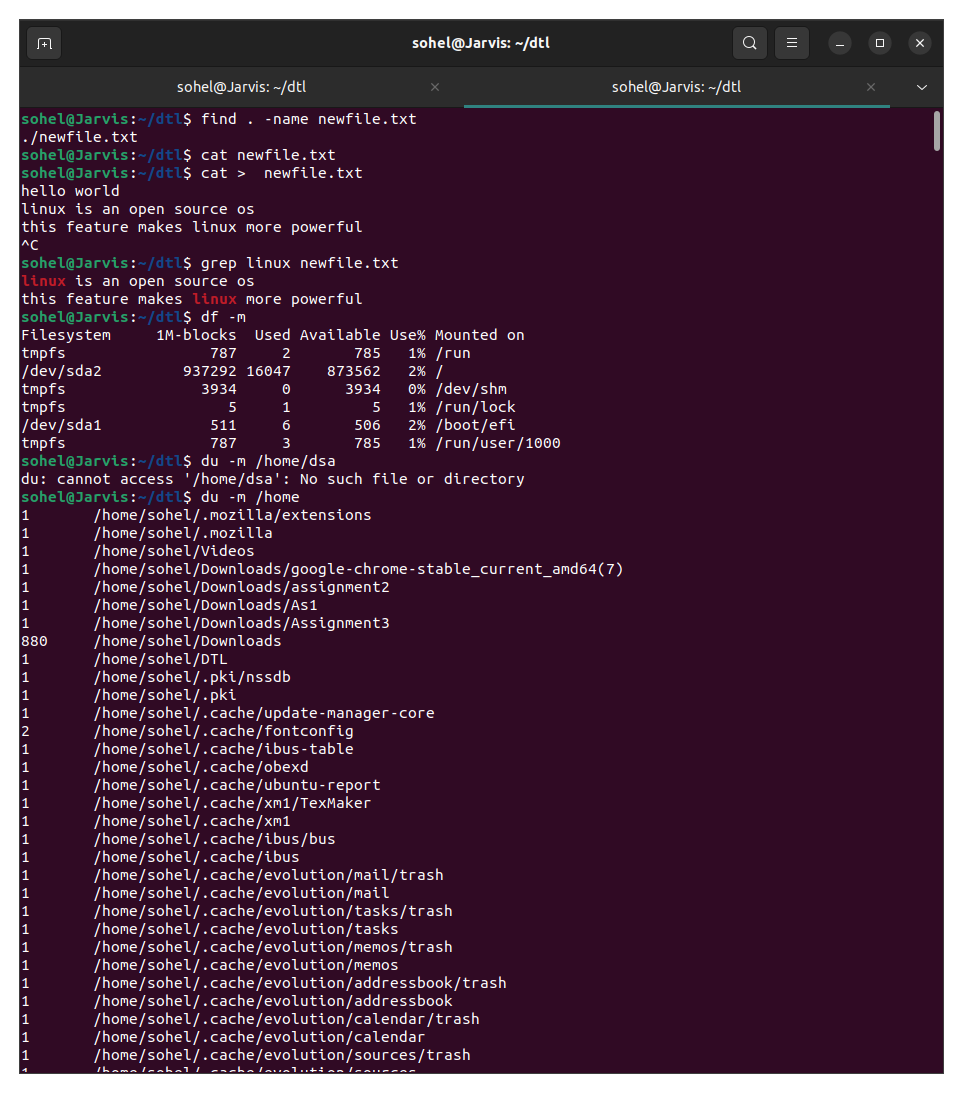 sohel@Jarvis: ~/dtl
sohel@Jarvis: ~/dtl
sohel@Jarvis: ~/dtl
sohel@Jarvis:~/dtl$ find . -name newfile.txt
./newfile.txt
sohel@Jarvis:~/dtl$ cat newfile.txt
sohel@Jarvis:~/dtl$ cat >  newfile.txt
hello world
linux is an open source os
this feature makes linux more powerful
^C
sohel@Jarvis:~/dtl$ grep linux newfile.txt
linux is an open source os
this feature makes linux more powerful
sohel@Jarvis:~/dtl$ df -m
Filesystem     1M-blocks  Used Available Use% Mounted on
tmpfs                787     2       785   1% /run
/dev/sda2         937292 16047    873562   2% /
tmpfs               3934     0      3934   0% /dev/shm
tmpfs                  5     1         5   1% /run/lock
/dev/sda1            511     6       506   2% /boot/efi
tmpfs                787     3       785   1% /run/user/1000
sohel@Jarvis:~/dtl$ du -m /home/dsa
du: cannot access '/home/dsa': No such file or directory
sohel@Jarvis:~/dtl$ du -m /home
1       /home/sohel/.mozilla/extensions
1       /home/sohel/.mozilla
1       /home/sohel/Videos
1       /home/sohel/Downloads/google-chrome-stable_current_amd64(7)
1       /home/sohel/Downloads/assignment2
1       /home/sohel/Downloads/As1
1       /home/sohel/Downloads/Assignment3
880     /home/sohel/Downloads
1       /home/sohel/DTL
1       /home/sohel/.pki/nssdb
1       /home/sohel/.pki
1       /home/sohel/.cache/update-manager-core
2       /home/sohel/.cache/fontconfig
1       /home/sohel/.cache/ibus-table
1       /home/sohel/.cache/obexd
1       /home/sohel/.cache/ubuntu-report
1       /home/sohel/.cache/xm1/TexMaker
1       /home/sohel/.cache/xm1
1       /home/sohel/.cache/ibus/bus
1       /home/sohel/.cache/ibus
1       /home/sohel/.cache/evolution/mail/trash
1       /home/sohel/.cache/evolution/mail
1       /home/sohel/.cache/evolution/tasks/trash
1       /home/sohel/.cache/evolution/tasks
1       /home/sohel/.cache/evolution/memos/trash
1       /home/sohel/.cache/evolution/memos
1       /home/sohel/.cache/evolution/addressbook/trash
1       /home/sohel/.cache/evolution/addressbook
1       /home/sohel/.cache/evolution/calendar/trash
1       /home/sohel/.cache/evolution/calendar
1       /home/sohel/.cache/evolution/sources/trash
1       /home/sohel/.cache/evolution/sources